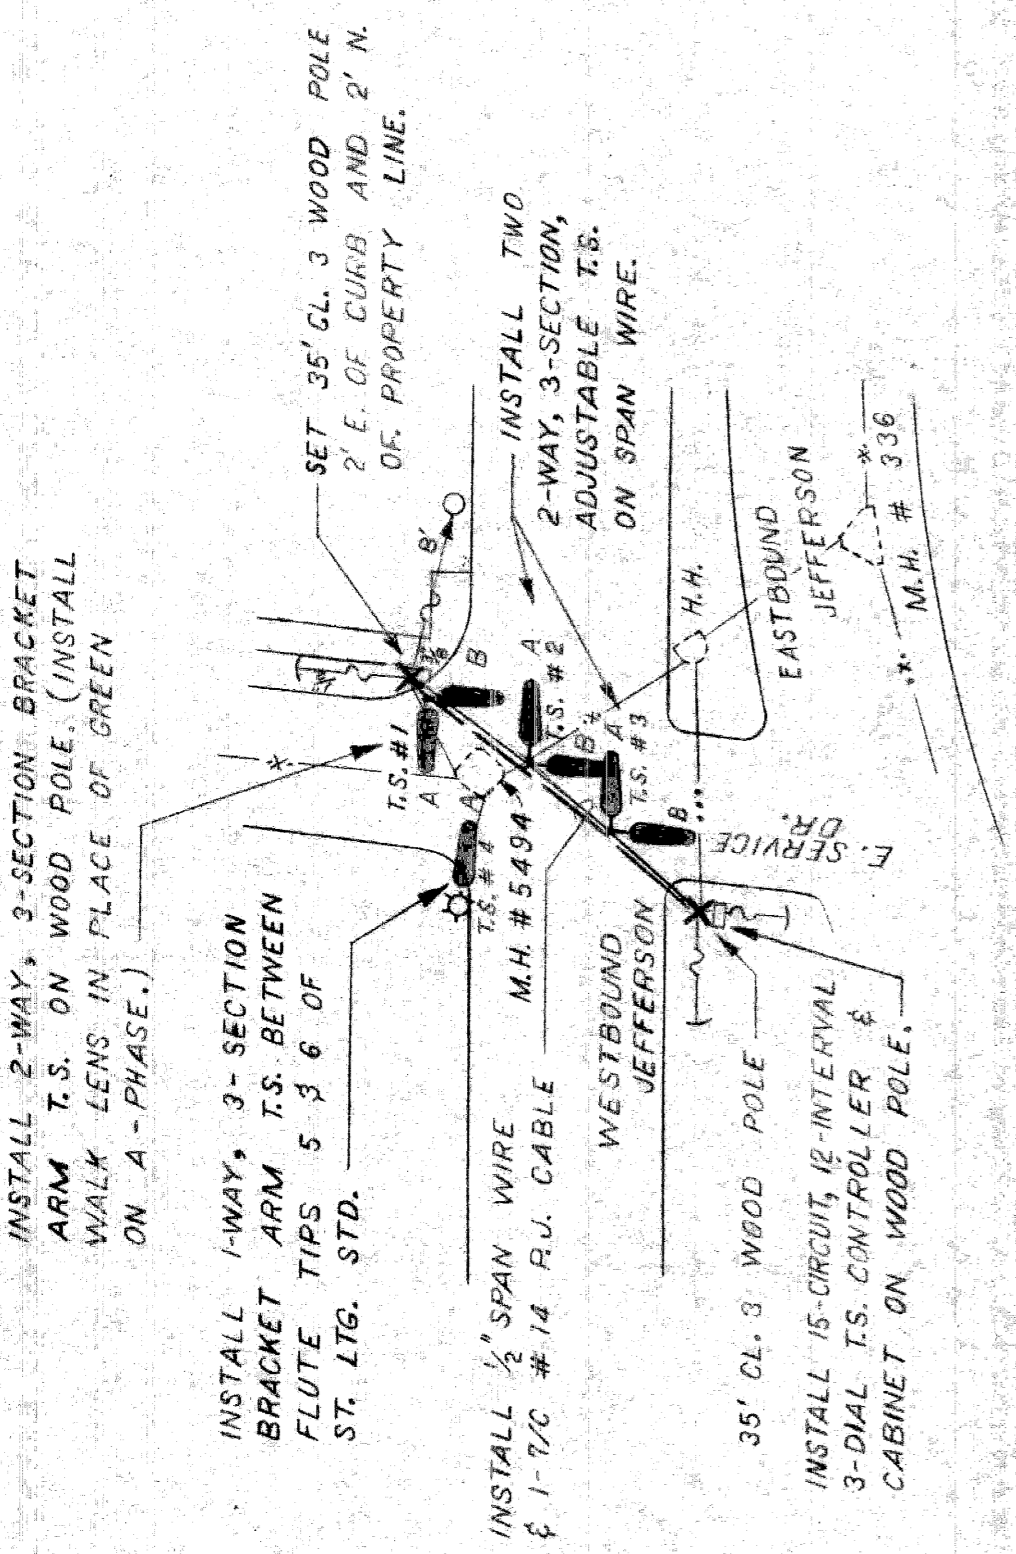 INSTALL 2-WAY, 3-SECTION BRACKET
ARM T.S. ON WOOD POLE. (INSTALL
WALK LENS IN PLACE OF GREEN
ON A-PHASE.)
INSTALL 1-WAY, 3-SECTION
BRACKET ARM T.S. BETWEEN
FLUTE TIPS 5 & 6 OF
ST. LTG. STD.
SET 35' CL. 3 WOOD POLE
2' E. OF CURB AND 2' N.
OF PROPERTY LINE.
INSTALL TWO
2-WAY, 3-SECTION,
ADJUSTABLE T.S.
ON SPAN WIRE.
T.S. #1
A
B
B'
A'
T.S. #4
M.H. #5494
A
T.S. #2
B
A
T.S. #3
B
INSTALL ½" SPAN WIRE
& 1-7/C #14 P.J. CABLE
WESTBOUND
JEFFERSON
E. SERVICE
DR.
H.H.
EASTBOUND
JEFFERSON
M.H. # 336
35' CL. 3 WOOD POLE
INSTALL 15-CIRCUIT, 12-INTERVAL
3-DIAL T.S. CONTROLLER &
CABINET ON WOOD POLE.